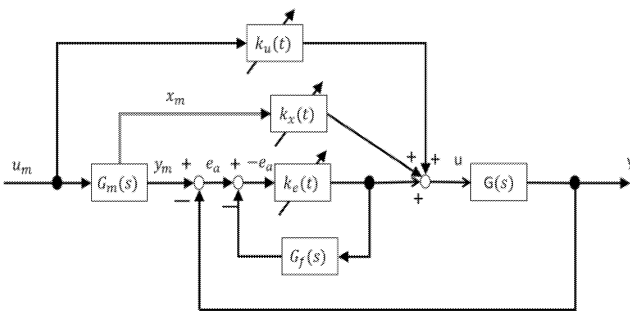 k_u(t)
x_m
k_x(t)
u_m
G_m(s)
y_m
+
−
e_a
+
−
−e_a
k_e(t)
+
+
+
u
G(s)
y
G_f(s)